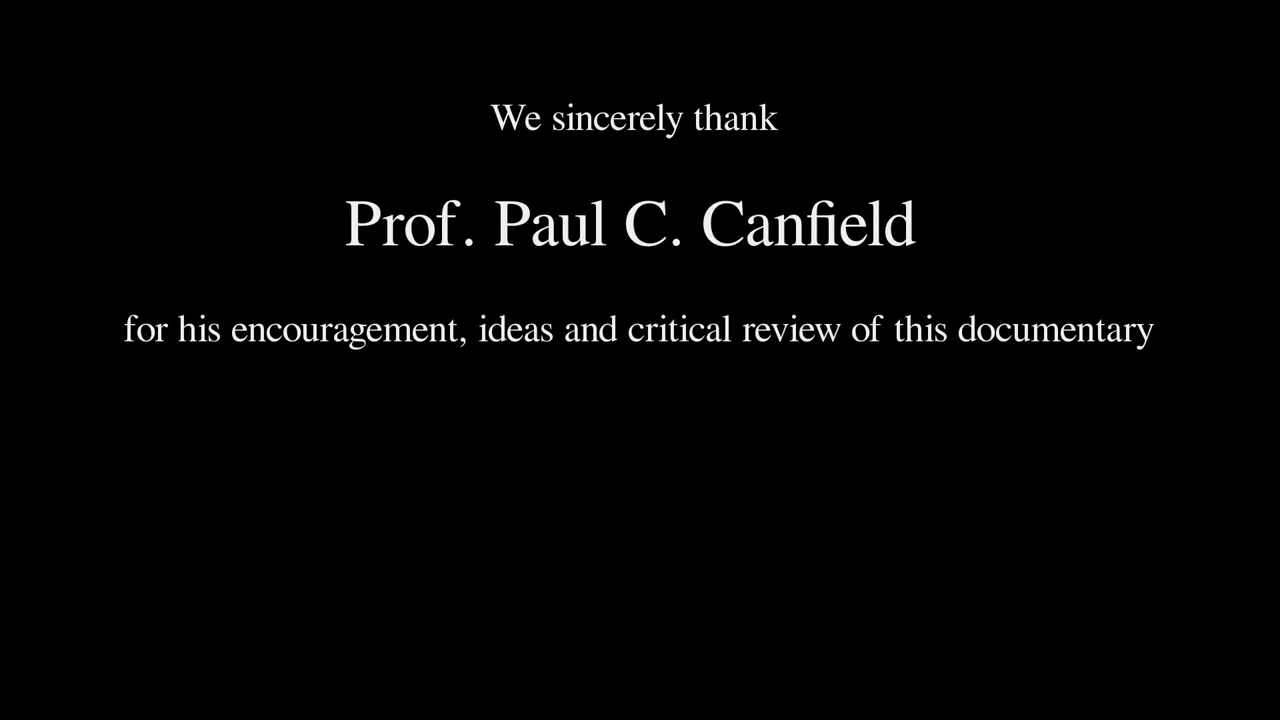 We sincerely thank
Prof. Paul C. Canfield
for his encouragement, ideas and critical review of this documentary